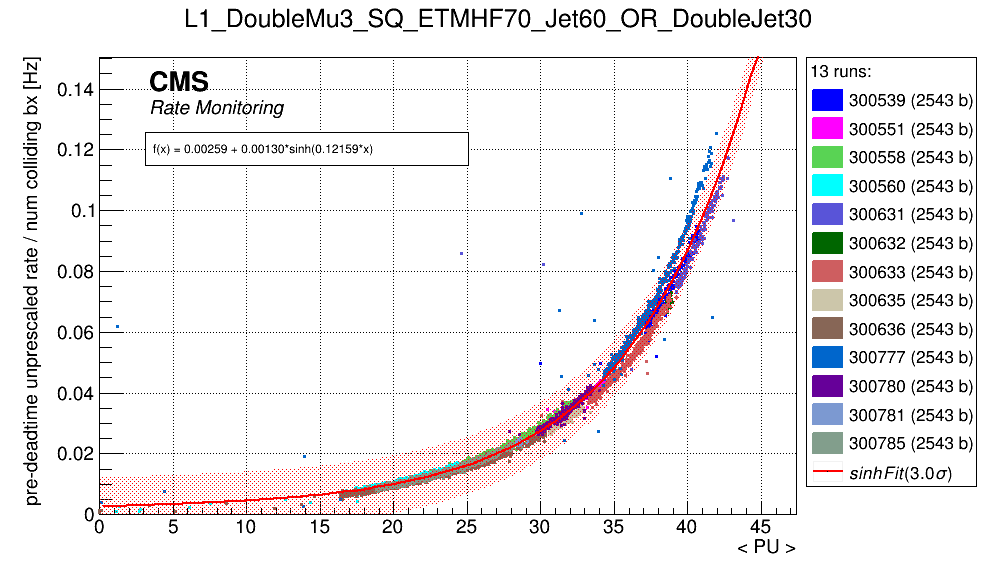 L1_DoubleMu3_SQ_ETMHF70_Jet60_OR_DoubleJet30
pre-deadtime unprescaled rate / num colliding bx [Hz]
CMS
Rate Monitoring
f(x) = 0.00259 + 0.00130*sinh(0.12159*x)
0.14
0.12
0.1
0.08
0.06
0.04
0.02
0
0 5 10 15 20 25 30 35 40 45
< PU >
13 runs:
300539 (2543 b)
300551 (2543 b)
300558 (2543 b)
300560 (2543 b)
300631 (2543 b)
300632 (2543 b)
300633 (2543 b)
300635 (2543 b)
300636 (2543 b)
300777 (2543 b)
300780 (2543 b)
300781 (2543 b)
300785 (2543 b)
sinhFit(3.0σ)